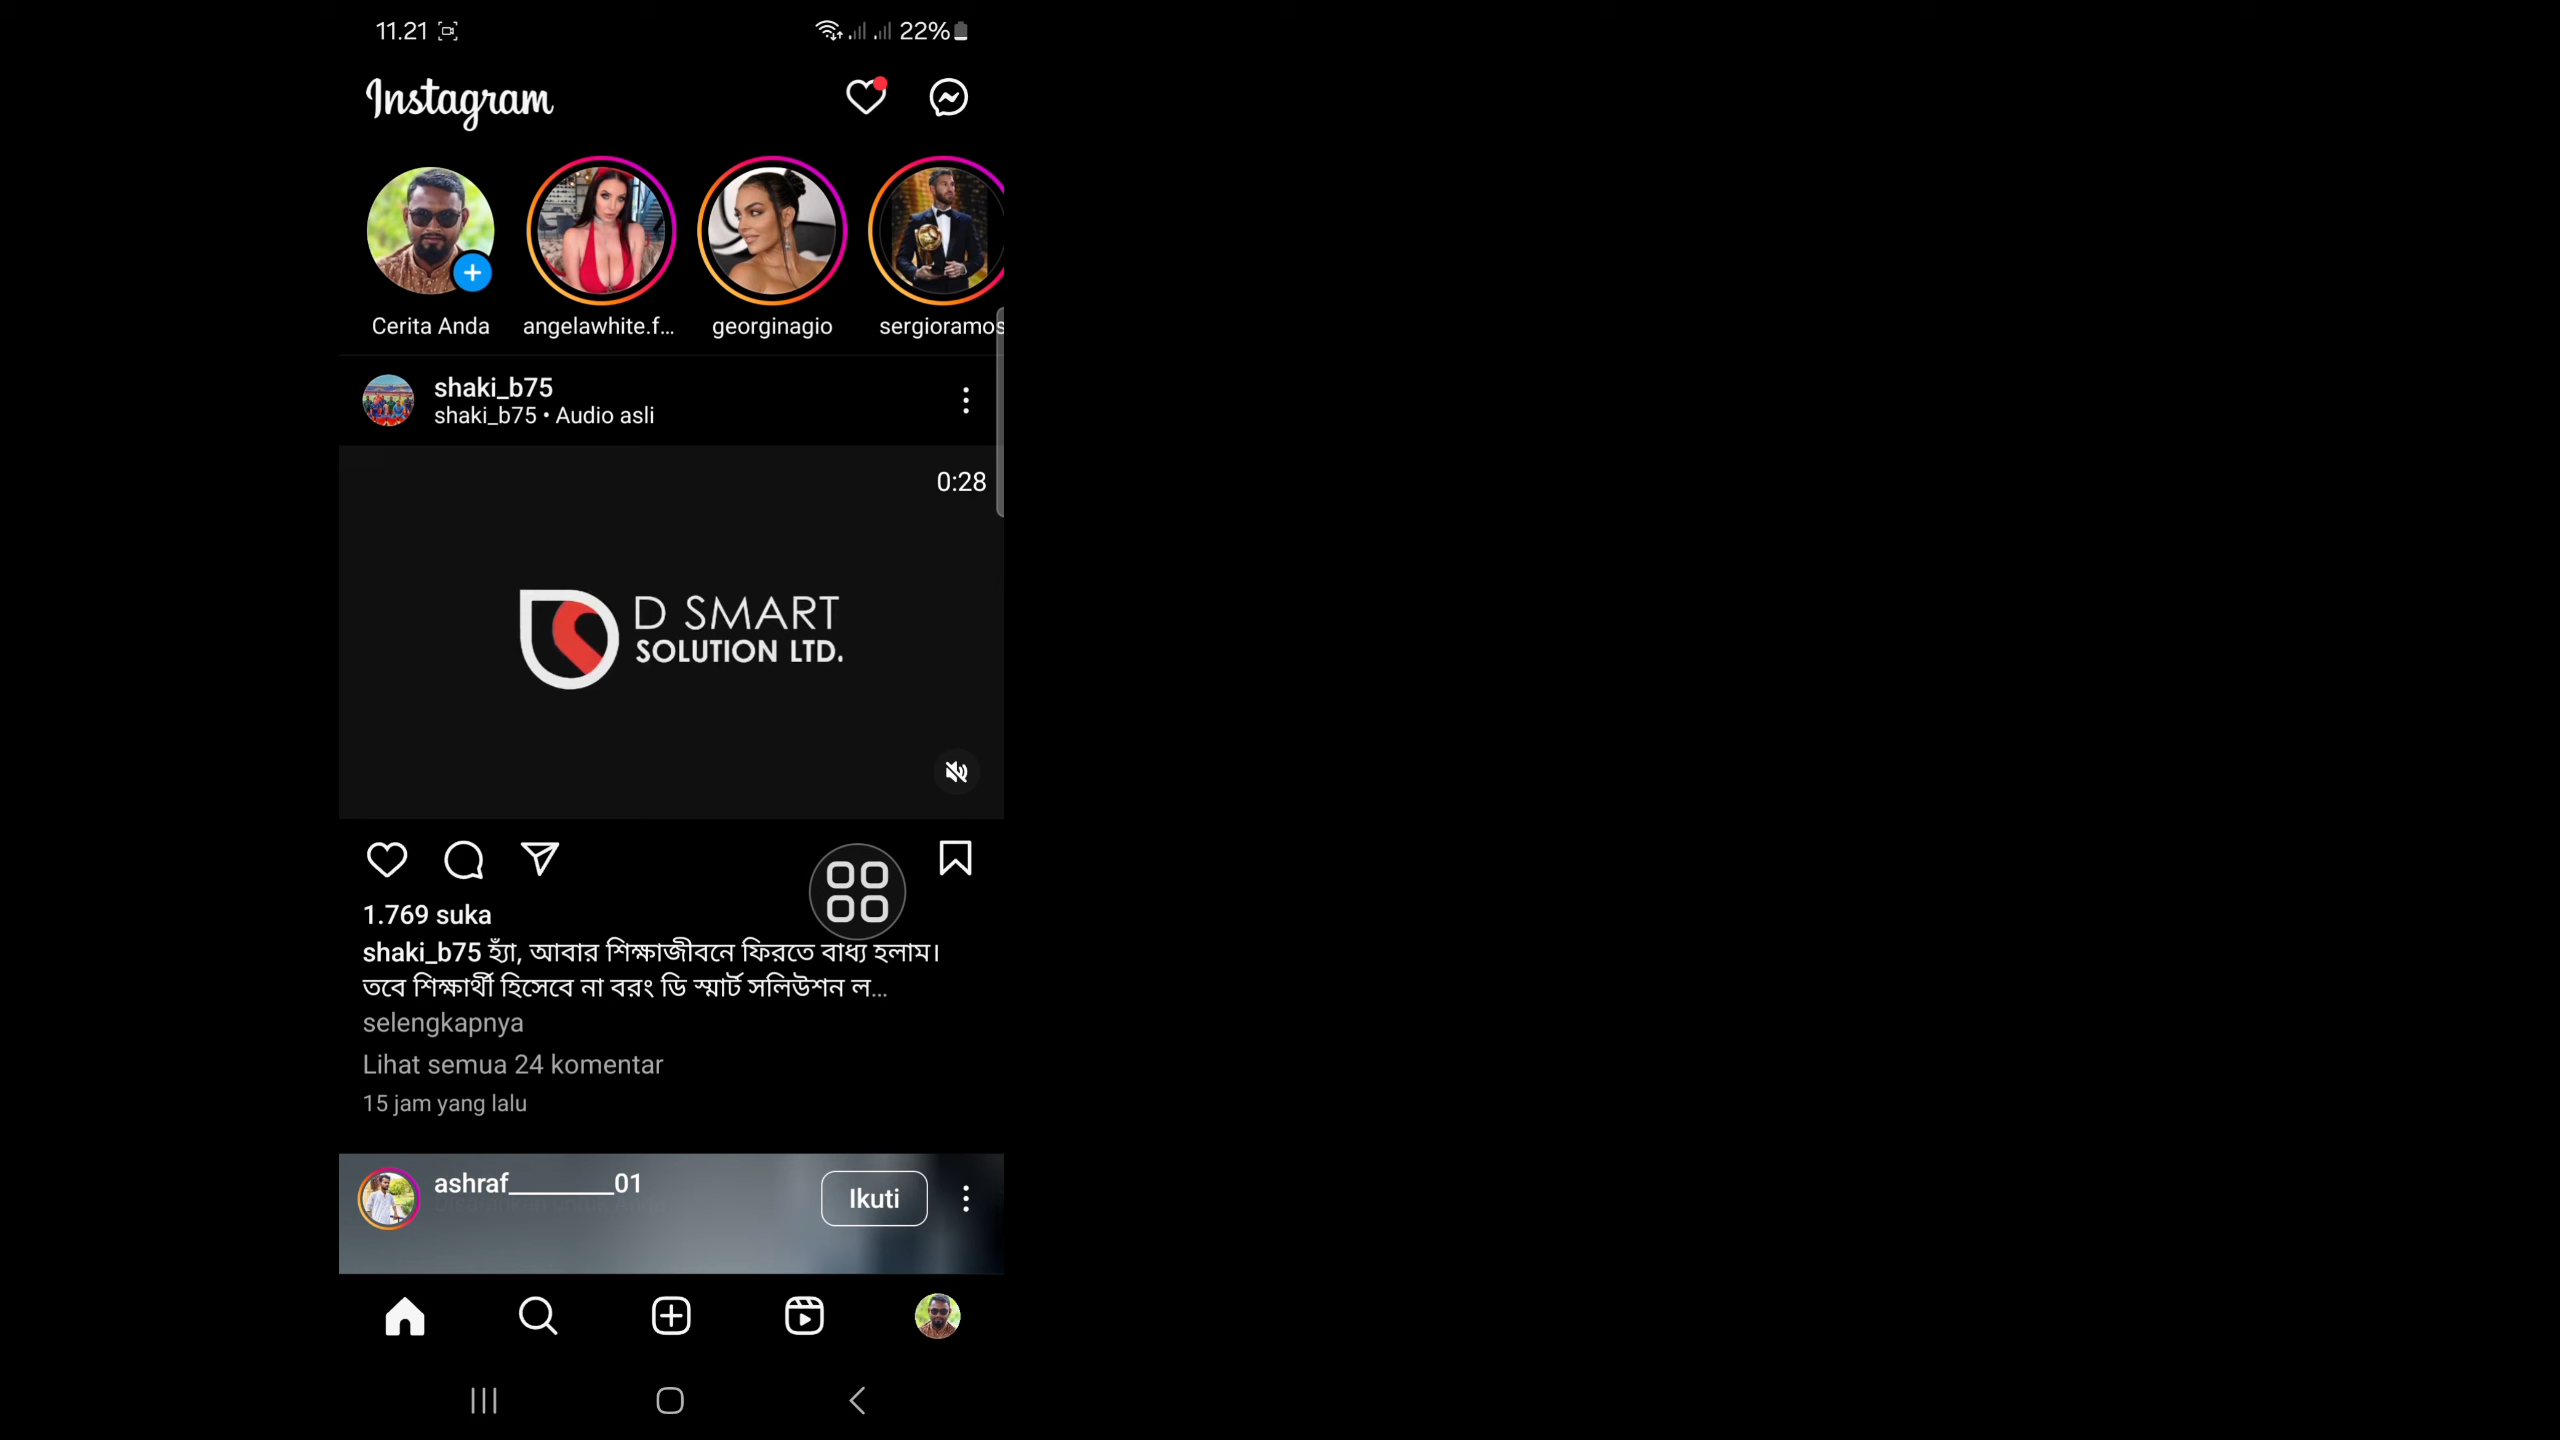 11.21
22%
Instagram
Cerita Anda
angelawhite.f...
georginagio
sergioramos
shaki_b75
shaki_b75 • Audio asli
0:28
D SMART
SOLUTION LTD.
1.769 suka
shaki_b75 হ্যাঁ, আবার শিক্ষাজীবনে ফিরতে বাধ্য হলাম।
তবে শিক্ষার্থী হিসেবে না বরং ডি স্মার্ট সলিউশন ল...
selengkapnya
Lihat semua 24 komentar
15 jam yang lalu
ashraf_________01
Ikuti